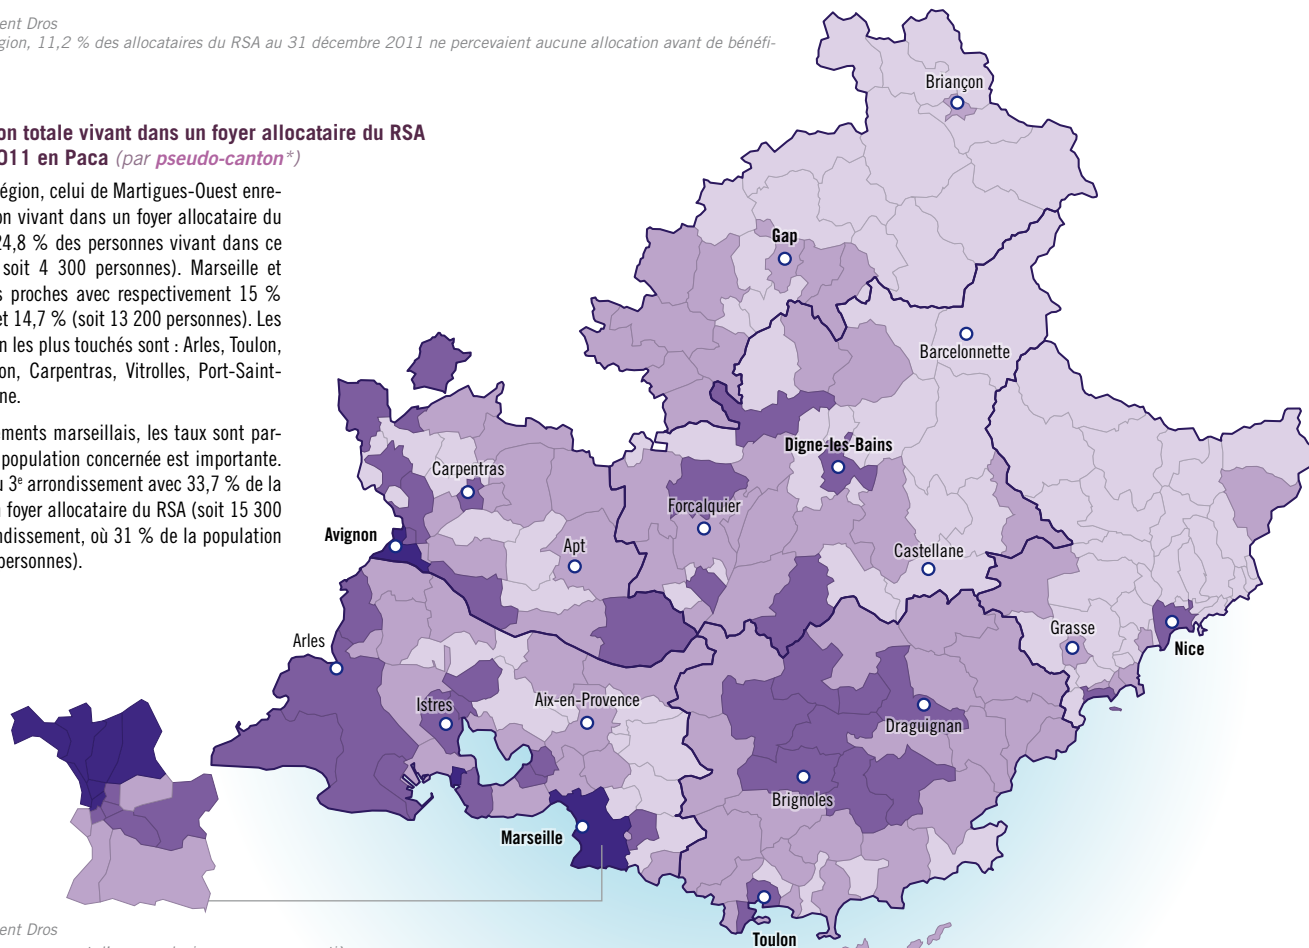 ent Dros
gion, 11,2 % des allocataires du RSA au 31 décembre 2011 ne percevaient aucune allocation avant de bénéfi-
on totale vivant dans un foyer allocataire du RSA
011 en Paca (par pseudo-canton*)
égion, celui de Martigues-Ouest enre-
on vivant dans un foyer allocataire du
24,8 % des personnes vivant dans ce
soit 4 300 personnes). Marseille et
s proches avec respectivement 15 %
et 14,7 % (soit 13 200 personnes). Les
n les plus touchés sont : Arles, Toulon,
on, Carpentras, Vitrolles, Port-Saint-
ne.
ements marseillais, les taux sont par-
population concernée est importante.
u 3e arrondissement avec 33,7 % de la
n foyer allocataire du RSA (soit 15 300
ndissement, où 31 % de la population
personnes).
Briançon
Gap
Barcelonnette
Digne-les-Bains
Carpentras
Forcalquier
Avignon
Apt
Castellane
Arles
Grasse
Nice
Istres
Aix-en-Provence
Draguignan
Brignoles
Marseille
Toulon
ent Dros